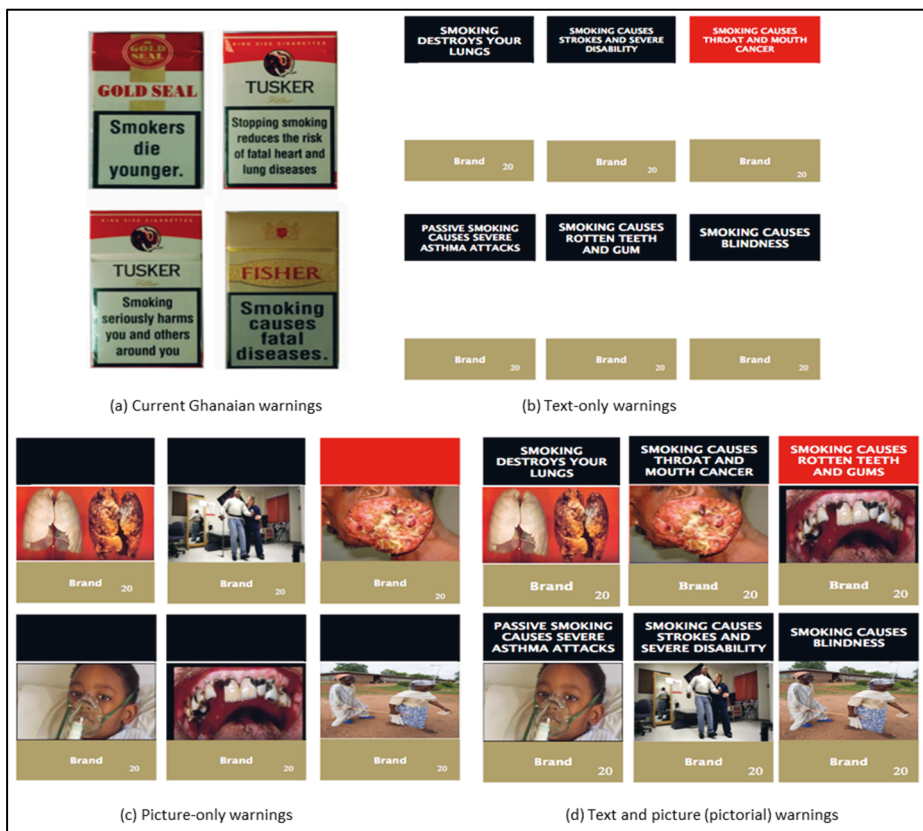 GOLD
SEAL
GOLD SEAL
Smokers
die
younger.
KING SIZE CIGARETTES
TUSKER
Filter
Stopping smoking
reduces the risk
of fatal heart and
lung diseases
KING SIZE CIGARETTES
TUSKER
Smoking
seriously harms
you and others
around you
FISHER
Smoking
causes
fatal
diseases.
(a) Current Ghanaian warnings
SMOKING
DESTROYS YOUR
LUNGS
Brand
20
SMOKING CAUSES
STROKES AND SEVERE
DISABILITY
Brand
20
SMOKING CAUSES
THROAT AND MOUTH
CANCER
Brand
20
PASSIVE SMOKING
CAUSES SEVERE
ASTHMA ATTACKS
Brand
20
SMOKING CAUSES
ROTTEN TEETH
AND GUM
Brand
20
SMOKING CAUSES
BLINDNESS
Brand
20
(b) Text-only warnings
Brand
20
Brand
20
Brand
20
Brand
20
Brand
20
Brand
20
(c) Picture-only warnings
SMOKING
DESTROYS YOUR
LUNGS
Brand
20
SMOKING CAUSES
THROAT AND
MOUTH CANCER
Brand
20
SMOKING CAUSES
ROTTEN TEETH
AND GUMS
Brand
20
PASSIVE SMOKING
CAUSES SEVERE
ASTHMA ATTACKS
Brand
20
SMOKING CAUSES
STROKES AND
SEVERE DISABILITY
Brand
20
SMOKING CAUSES
BLINDNESS
Brand
20
(d) Text and picture (pictorial) warnings